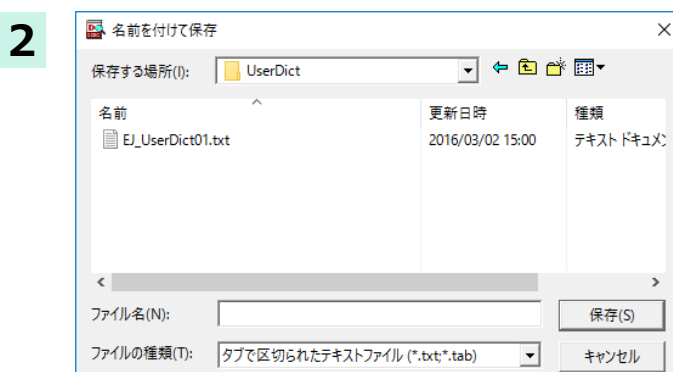 2
名前を付けて保存
保存する場所(I): UserDict
名前 更新日時 種類
EJ_UserDict01.txt 2016/03/02 15:00 テキスト ドキュメン
ファイル名(N): 保存(S)
ファイルの種類(T): タブで区切られたテキストファイル (*.txt;*.tab) キャンセル